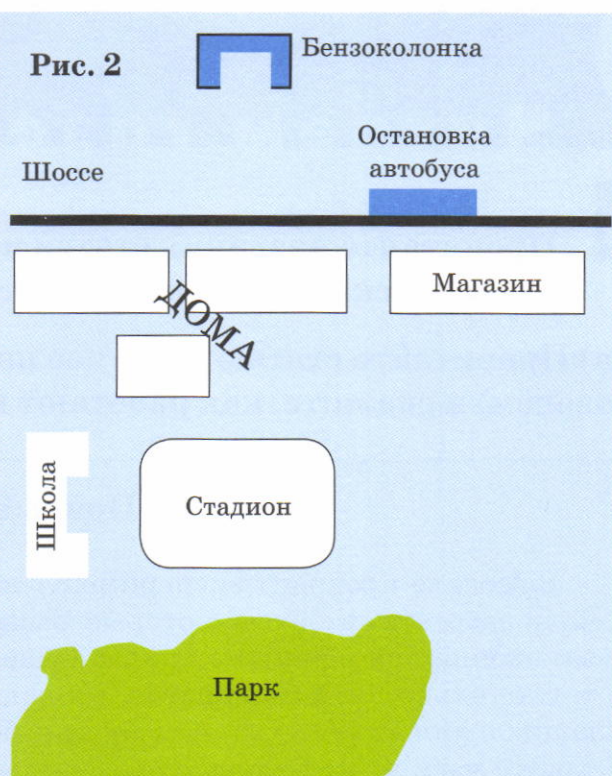 Рис. 2
Бензоколонка
Остановка
автобуса
Шоссе
Магазин
ДОМА
Школа
Стадион
Парк